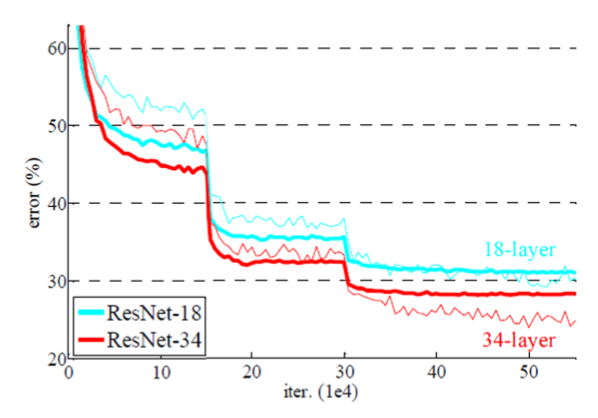 60
50
40
30
20
error (%)
18-layer
34-layer
ResNet-18
ResNet-34
0 10 20 30 40 50
iter. (1e4)